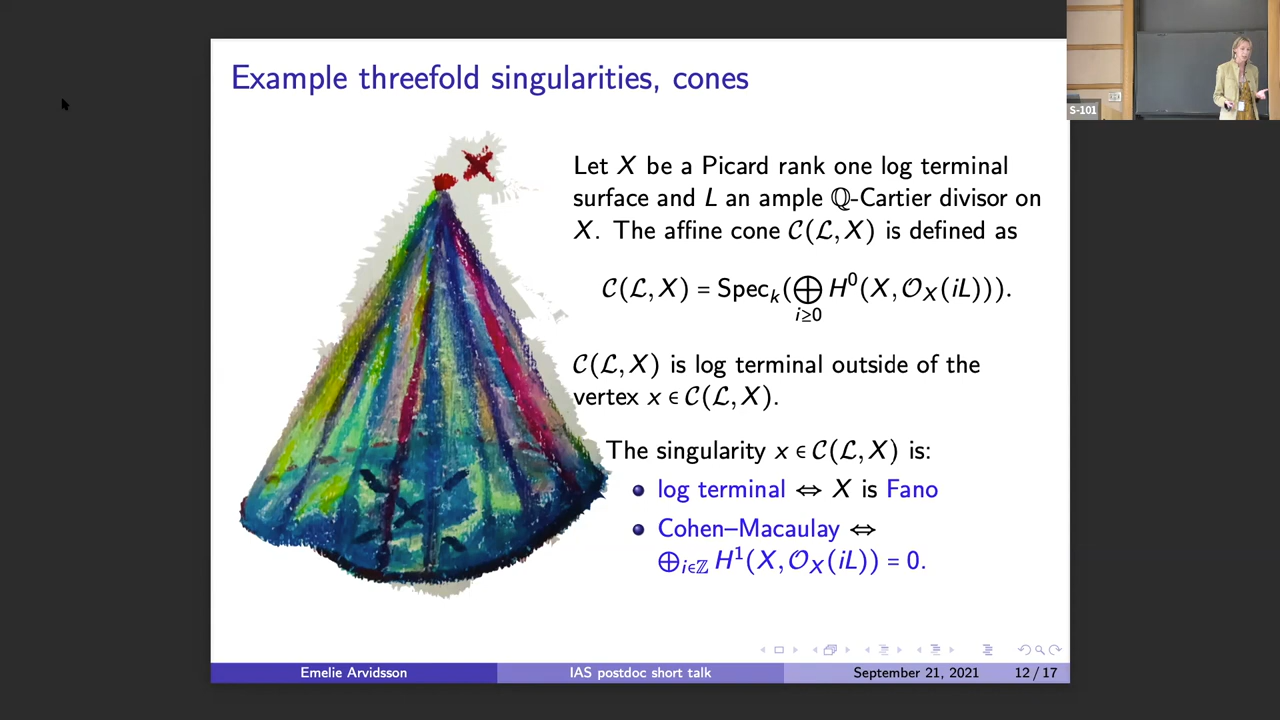 Example threefold singularities, cones
Let X be a Picard rank one log terminal
surface and L an ample ℚ-Cartier divisor on
X. The affine cone 𝒞(ℒ, X) is defined as
𝒞(ℒ, X) = Spec_k(⨁_{i≥0} H^0(X, 𝒪_X(iL))).
𝒞(ℒ, X) is log terminal outside of the
vertex x ∈ 𝒞(ℒ, X).
The singularity x ∈ 𝒞(ℒ, X) is:
• log terminal ⇔ X is Fano
• Cohen–Macaulay ⇔
⊕_{i∈ℤ} H^1(X, 𝒪_X(iL)) = 0.
Emelie Arvidsson
IAS postdoc short talk
September 21, 2021
12 / 17
S-101